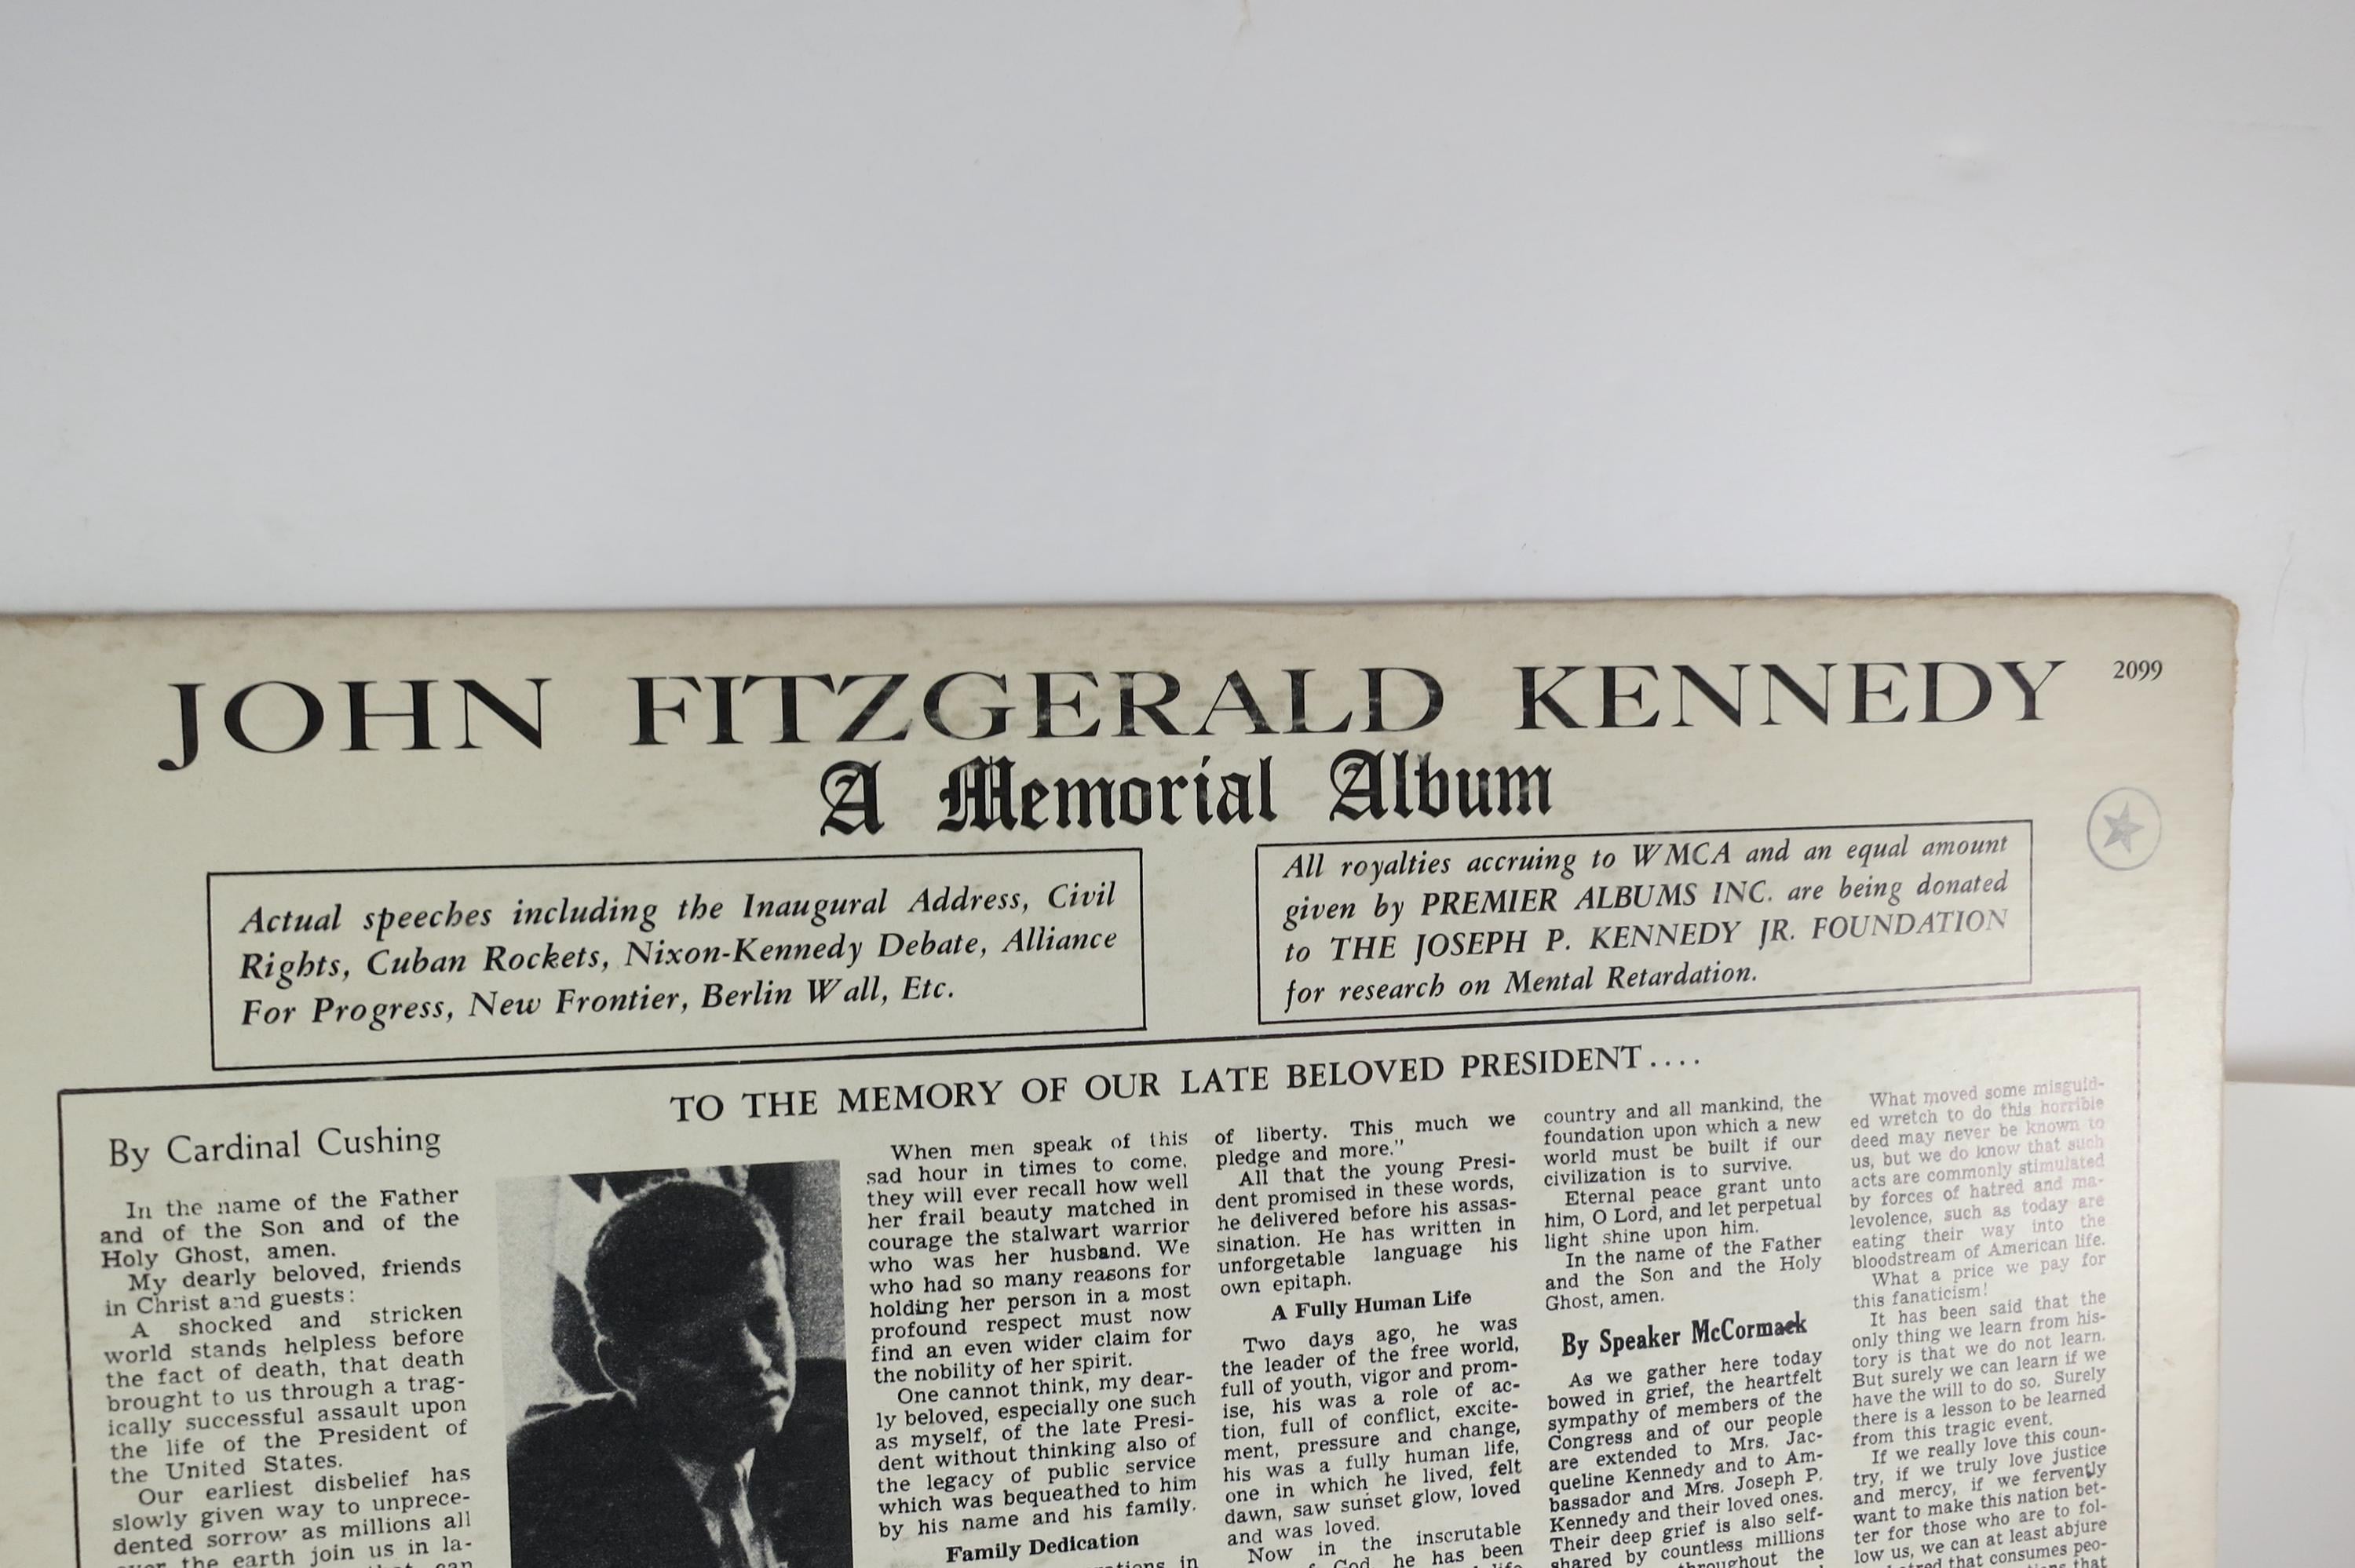 JOHN FITZGERALD KENNEDY
2099
A Memorial Album
Actual speeches including the Inaugural Address, Civil
Rights, Cuban Rockets, Nixon-Kennedy Debate, Alliance
For Progress, New Frontier, Berlin Wall, Etc.
All royalties accruing to WMCA and an equal amount
given by PREMIER ALBUMS INC. are being donated
to THE JOSEPH P. KENNEDY JR. FOUNDATION
for research on Mental Retardation.
TO THE MEMORY OF OUR LATE BELOVED PRESIDENT....
By Cardinal Cushing
In the name of the Father
and of the Son and of the
Holy Ghost, amen.
My dearly beloved, friends
in Christ and guests:
A shocked and stricken
world stands helpless before
the fact of death, that death
brought to us through a trag-
ically successful assault upon
the life of the President of
the United States.
Our earliest disbelief has
slowly given way to unprece-
dented sorrow as millions all
over the earth join us in la-
that can
When men speak of this
sad hour in times to come,
they will ever recall how well
her frail beauty matched in
courage the stalwart warrior
who was her husband. We
who had so many reasons for
holding her person in a most
profound respect must now
find an even wider claim for
the nobility of her spirit.
One cannot think, my dear-
ly beloved, especially one such
as myself, of the late Presi-
dent without thinking also of
the legacy of public service
which was bequeathed to him
by his name and his family.
Family Dedication
in
of liberty. This much we
pledge and more."
All that the young Presi-
dent promised in these words,
he delivered before his assas-
sination. He has written in
unforgetable language his
own epitaph.
A Fully Human Life
Two days ago, he was
the leader of the free world,
full of youth, vigor and prom-
ise, his was a role of ac-
tion, full of conflict, excite-
ment, pressure and change,
his was a fully human life,
one in which he lived, felt
dawn, saw sunset glow, loved
and was loved.
Now in the inscrutable
God he has been
country and all mankind, the
foundation upon which a new
world must be built if our
civilization is to survive.
Eternal peace grant unto
him, O Lord, and let perpetual
light shine upon him.
In the name of the Father
and the Son and the Holy
Ghost, amen.
By Speaker McCormack
As we gather here today
bowed in grief, the heartfelt
sympathy of members of the
Congress and of our people
are extended to Mrs. Jac-
queline Kennedy and to Am-
bassador and Mrs. Joseph P.
Kennedy and their loved ones.
Their deep grief is also self-
shared by countless millions
throughout the
What moved some misguid-
ed wretch to do this horrible
deed may never be known to
us, but we do know that such
acts are commonly stimulated
by forces of hatred and ma-
levolence, such as today are
eating their way into the
bloodstream of American life.
What a price we pay for
this fanaticism!
It has been said that the
only thing we learn from his-
tory is that we do not learn.
But surely we can learn if we
have the will to do so. Surely
there is a lesson to be learned
from this tragic event.
If we really love this coun-
try, if we truly love justice
and mercy, if we fervently
want to make this nation bet-
ter for those who are to fol-
low us, we can at least abjure
that consumes peo-
that